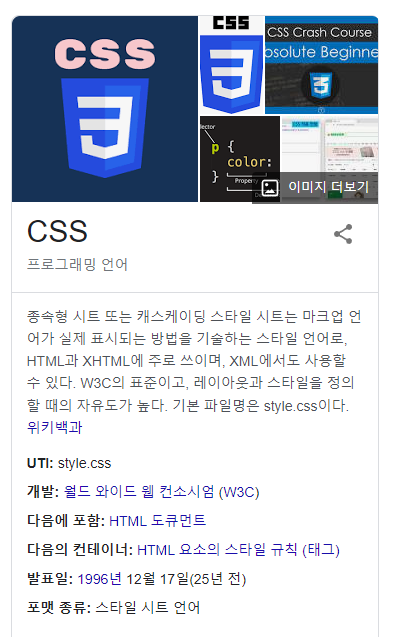 CSS
CSS
CSS Crash Course
bsolute Beginne
lector
p {
color:
Property
이미지 더보기
CSS
프로그래밍 언어
종속형 시트 또는 캐스케이딩 스타일 시트는 마크업 언
어가 실제 표시되는 방법을 기술하는 스타일 언어로,
HTML과 XHTML에 주로 쓰이며, XML에서도 사용할
수 있다. W3C의 표준이고, 레이아웃과 스타일을 정의
할 때의 자유도가 높다. 기본 파일명은 style.css이다.
위키백과
UTI: style.css
개발: 월드 와이드 웹 컨소시엄 (W3C)
다음에 포함: HTML 도큐먼트
다음의 컨테이너: HTML 요소의 스타일 규칙 (태그)
발표일: 1996년 12월 17일(25년 전)
포맷 종류: 스타일 시트 언어